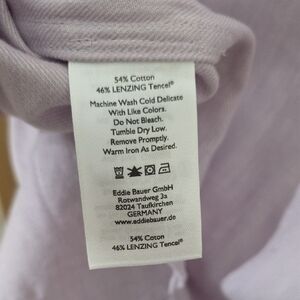 54% Cotton
46% LENZING Tencel®
Machine Wash Cold Delicate
With Like Colors.
Do Not Bleach.
Tumble Dry Low.
Remove Promptly.
Warm Iron As Desired.
Eddie Bauer GmbH
Rotwandweg 3a
82024 Taufkirchen
GERMANY
www.eddiebauer.de
54% Coton
46% LENZING Tencel®